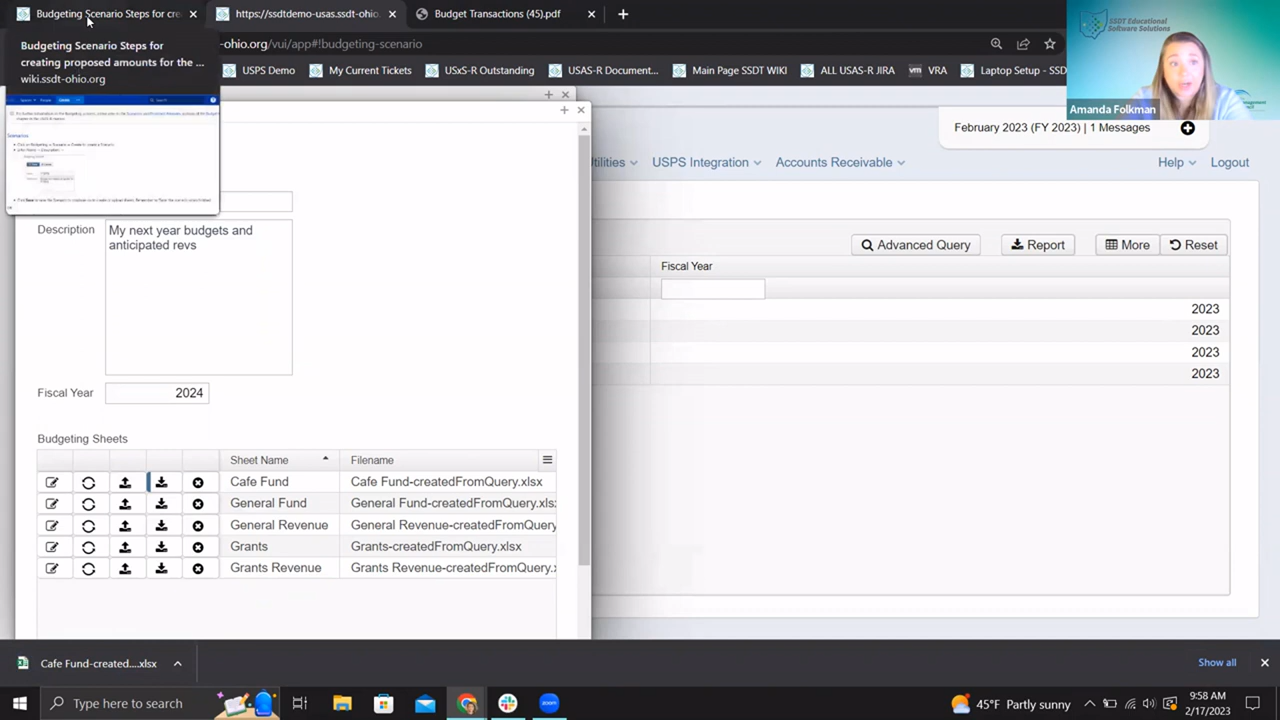 Budgeting Scenario Steps for cre
https://ssdtdemo-usas.ssdt-ohio.
Budget Transactions (45).pdf
SSDT Educational
Software Solutions
Budgeting Scenario Steps for
creating proposed amounts for the ...
wiki.ssdt-ohio.org
-ohio.org/vui/app#!budgeting-scenario
USPS Demo
My Current Tickets
USAS-R Document...
ALL USAS-R JIRA
VRA
Laptop Setup - SSD
Amanda Folkman
February 2023 (FY 2023) | 1 Messages
Utilities
USPS Integration
Accounts Receivable
Help
Logout
Description
My next year budgets and
anticipated revs
Advanced Query
Report
More
Reset
Fiscal Year
2023
2023
2023
2023
Fiscal Year
2024
Budgeting Sheets
Sheet Name
Filename
Cafe Fund
Cafe Fund-createdFromQuery.xlsx
General Fund
General Fund-createdFromQuery.xls
General Revenue
General Revenue-createdFromQuery
Grants
Grants-createdFromQuery.xlsx
Grants Revenue
Grants Revenue-createdFromQuery.x
Cafe Fund-created....xlsx
Show all
Type here to search
zoom
45°F Partly sunny
9:58 AM
2/17/2023